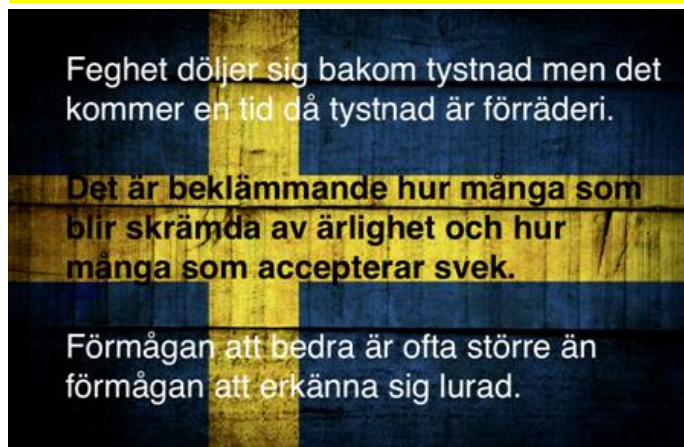 Feghet döljer sig bakom tystnad men det
kommer en tid då tystnad är förräderi.
Det är beklämmande hur många som
blir skrämda av ärlighet och hur
många som accepterar svek.
Förmågan att bedra är ofta större än
förmågan att erkänna sig lurad.